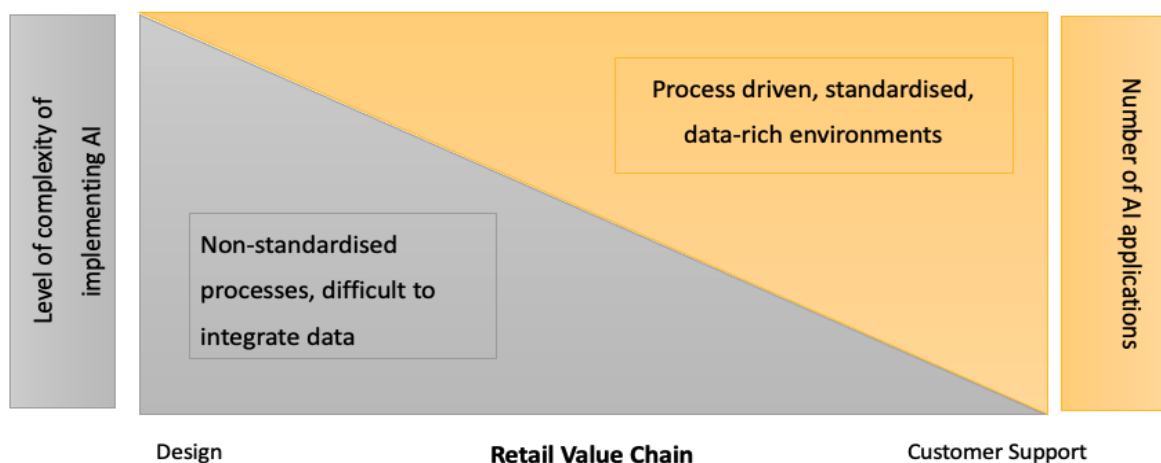 Level of complexity of
implementing AI
Process driven, standardised,
data-rich environments
Non-standardised
processes, difficult to
integrate data
Number of AI applications
Design
Retail Value Chain
Customer Support